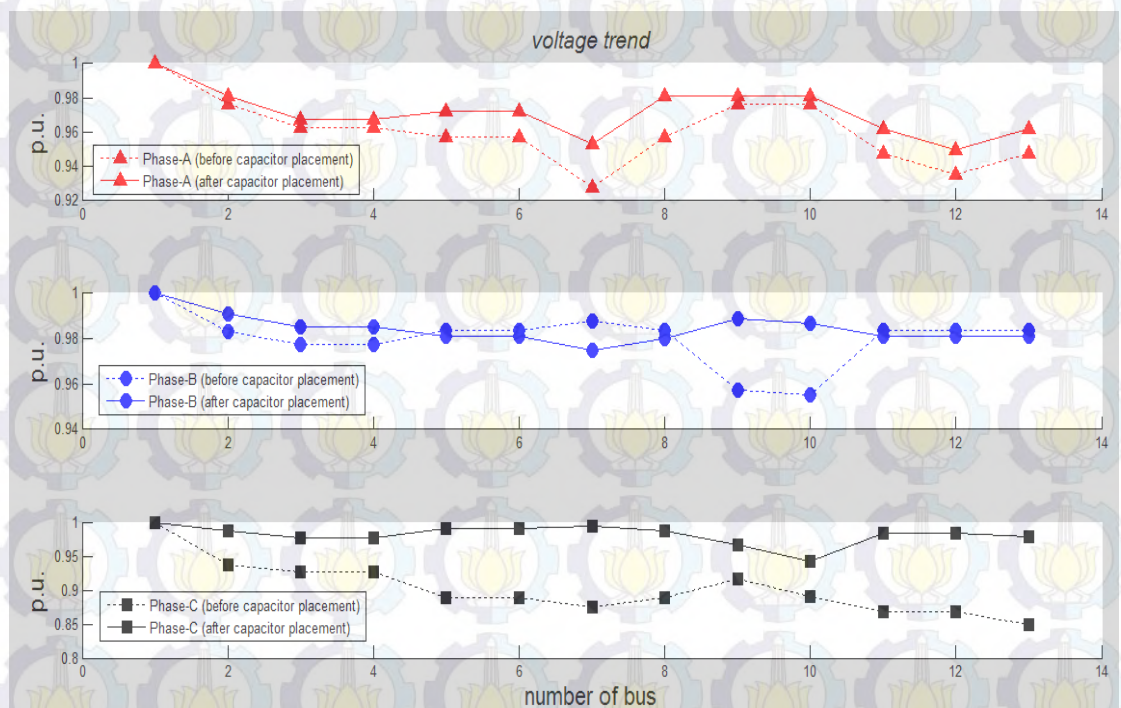 voltage trend
1
0.98
0.96
0.94
0.92
p.u.
Phase-A (before capacitor placement)
Phase-A (after capacitor placement)
0 2 4 6 8 10 12 14
1
0.98
0.96
0.94
p.u.
Phase-B (before capacitor placement)
Phase-B (after capacitor placement)
0 2 4 6 8 10 12 14
1
0.95
0.9
0.85
0.8
p.u.
Phase-C (before capacitor placement)
Phase-C (after capacitor placement)
0 2 4 6 8 10 12 14
number of bus